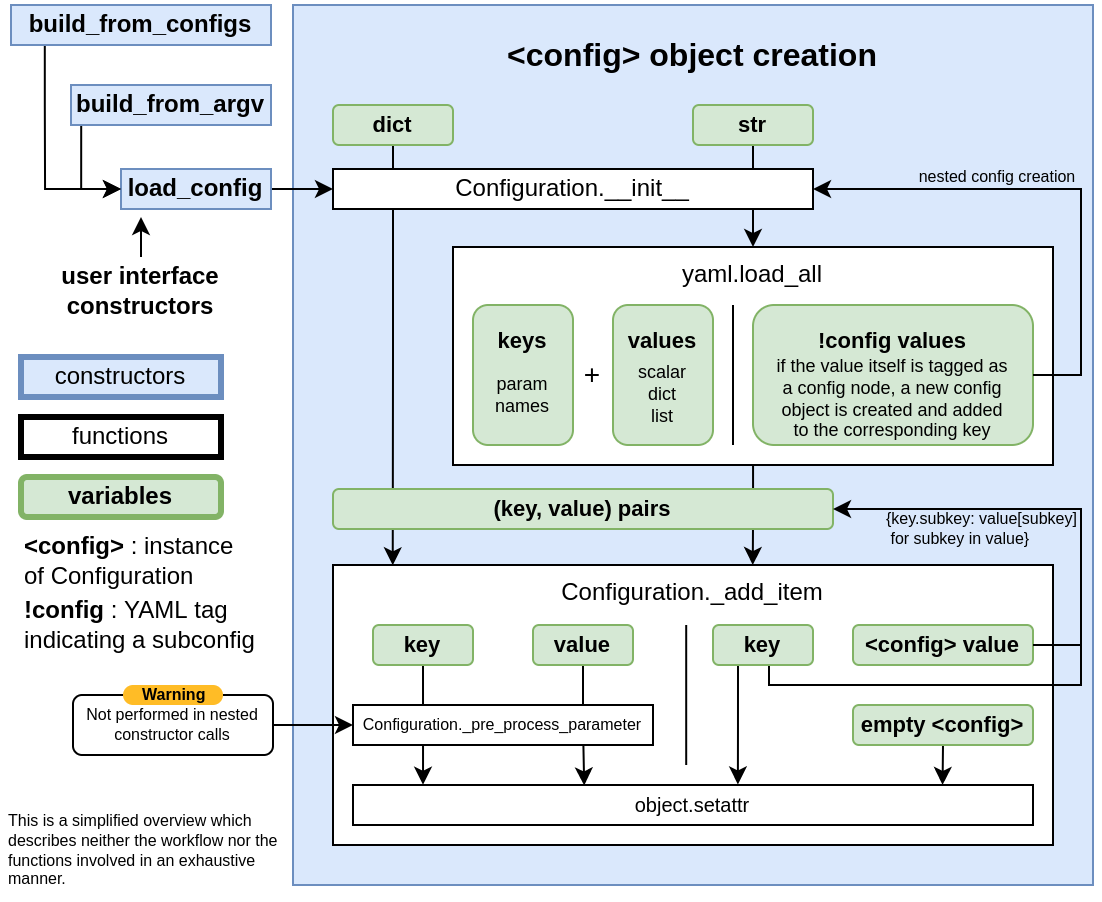 build_from_configs
build_from_argv
load_config
user interface
constructors
constructors
functions
variables
<config> : instance
of Configuration
!config : YAML tag
indicating a subconfig
Warning
Not performed in nested
constructor calls
This is a simplified overview which
describes neither the workflow nor the
functions involved in an exhaustive
manner.
<config> object creation
dict
str
Configuration.__init__
nested config creation
yaml.load_all
keys
param
names
+
values
scalar
dict
list
!config values
if the value itself is tagged as
a config node, a new config
object is created and added
to the corresponding key
(key, value) pairs
{key.subkey: value[subkey]
for subkey in value}
Configuration._add_item
key
value
key
<config> value
Configuration._pre_process_parameter
empty <config>
object.setattr